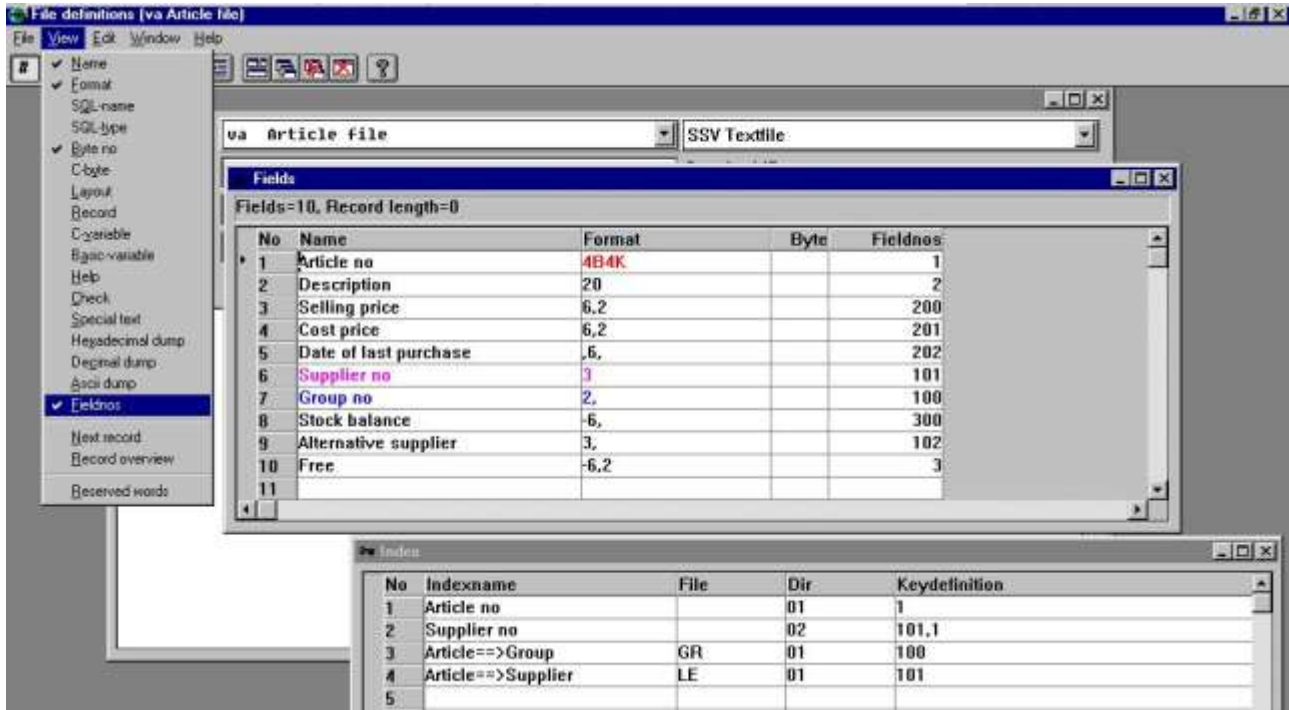 File definitions (va Article file)
File View Edit Window Help
#
?
Name
Format
SQL-name
SQL-type
Byte no
C-byte
Layout
Record
C-variable
Basic-variable
Help
Check
Special text
Hexadecimal dump
Decimal dump
Ascii dump
Fieldnos
Next record
Record overview
Reserved words
va Article file
SSV Textfile
Fields
Fields=10, Record length=0
No Name Format Byte Fieldnos
1 Article no 4B4K 1
2 Description 20 2
3 Selling price 6,2 200
4 Cost price 6,2 201
5 Date of last purchase ,6, 202
6 Supplier no 3 101
7 Group no 2, 100
8 Stock balance -6, 300
9 Alternative supplier 3, 102
10 Free -6,2 3
11
Index
No Indexname File Dir Keydefinition
1 Article no 01 1
2 Supplier no 02 101,1
3 Article==>Group GR 01 100
4 Article==>Supplier LE 01 101
5